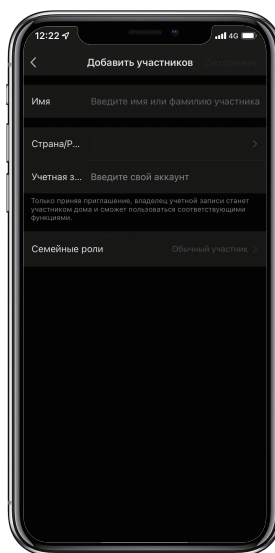 12:22 4G
Добавить участников Сохранить
Имя Введите имя или фамилию участника
Страна/Р...
Учетная з... Введите свой аккаунт
Только приняв приглашение, владелец учетной записи станет
участником дома и сможет пользоваться соответствующими
функциями.
Семейные роли Обычный участник